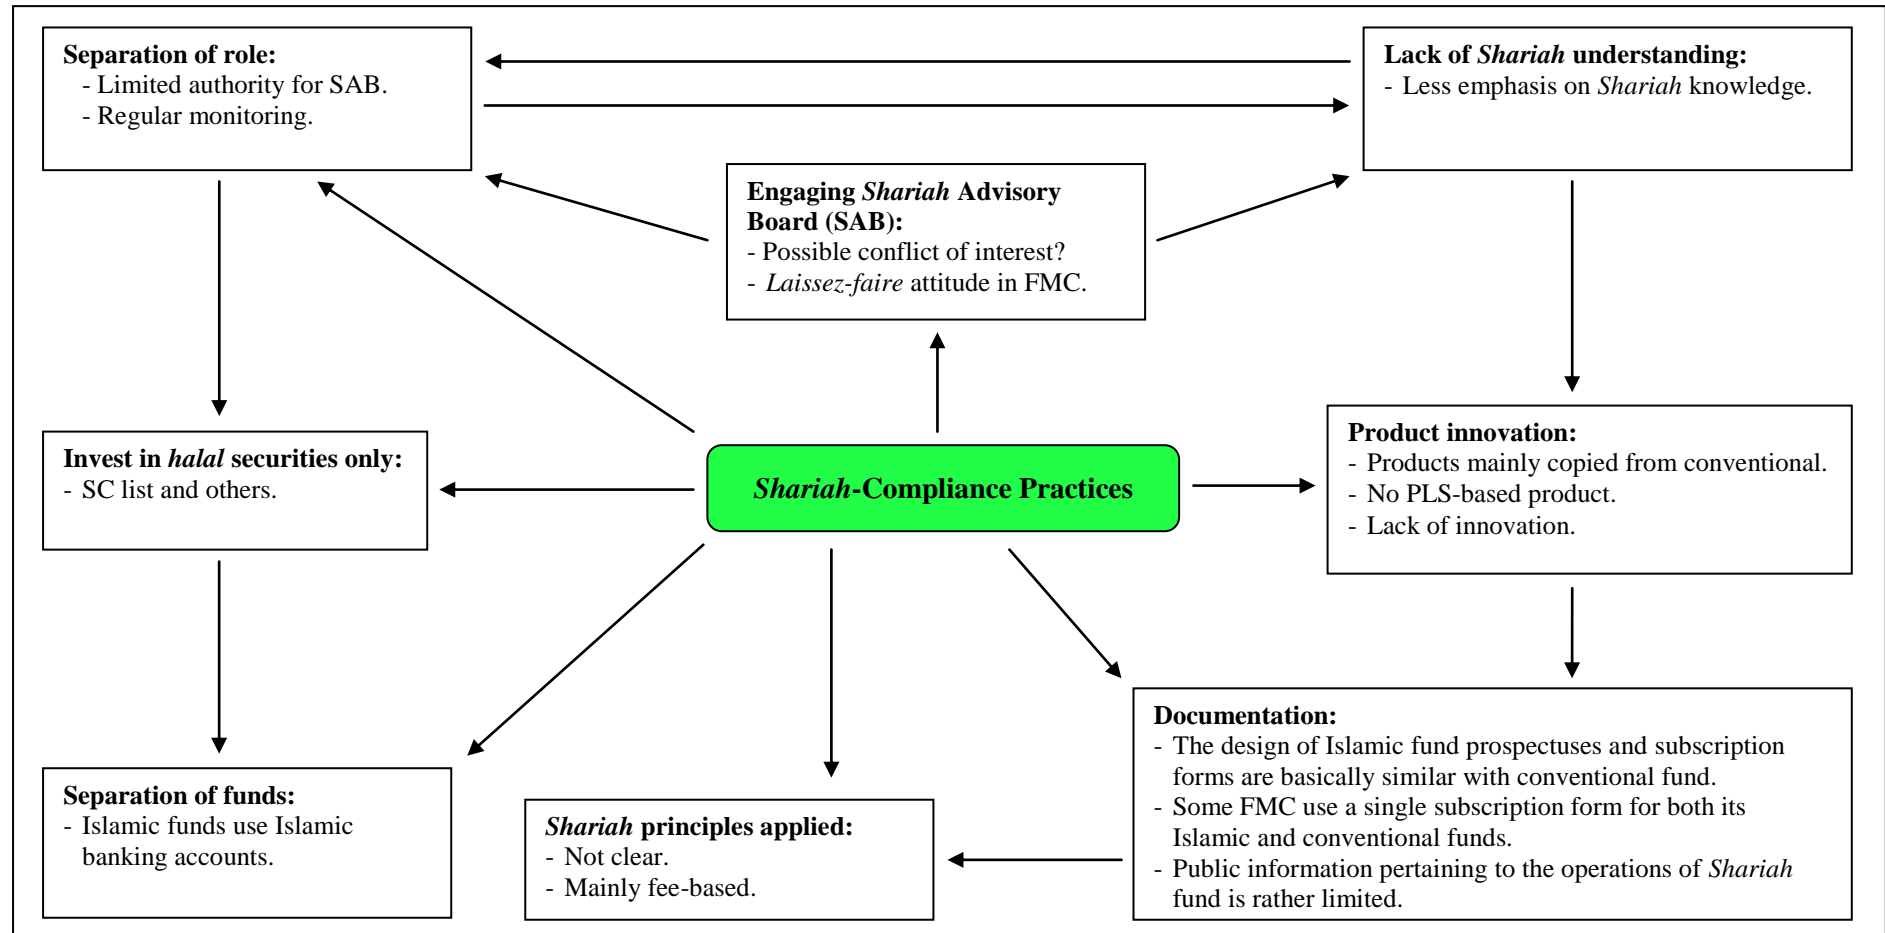 Separation of role:
- Limited authority for SAB.
- Regular monitoring.
Lack of Shariah understanding:
- Less emphasis on Shariah knowledge.
Engaging Shariah Advisory
Board (SAB):
- Possible conflict of interest?
- Laissez-faire attitude in FMC.
Invest in halal securities only:
- SC list and others.
Shariah-Compliance Practices
Product innovation:
- Products mainly copied from conventional.
- No PLS-based product.
- Lack of innovation.
Separation of funds:
- Islamic funds use Islamic
banking accounts.
Shariah principles applied:
- Not clear.
- Mainly fee-based.
Documentation:
- The design of Islamic fund prospectuses and subscription
forms are basically similar with conventional fund.
- Some FMC use a single subscription form for both its
Islamic and conventional funds.
- Public information pertaining to the operations of Shariah
fund is rather limited.